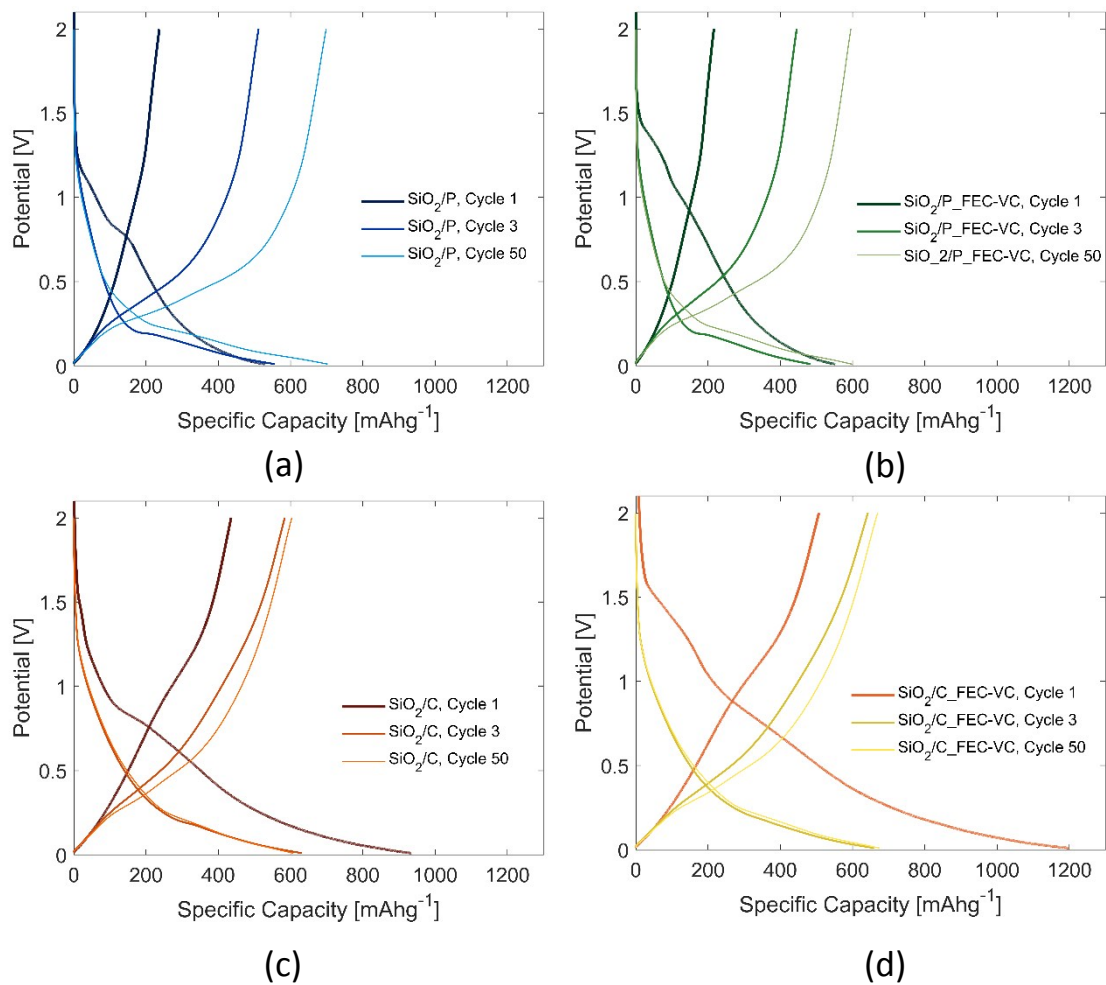 2
1.5
1
0.5
0
Potential [V]
SiO2/P, Cycle 1
SiO2/P, Cycle 3
SiO2/P, Cycle 50
0 200 400 600 800 1000 1200
Specific Capacity [mAhg-1]
(a)
2
1.5
1
0.5
0
Potential [V]
SiO2/P_FEC-VC, Cycle 1
SiO2/P_FEC-VC, Cycle 3
SiO_2/P_FEC-VC, Cycle 50
0 200 400 600 800 1000 1200
Specific Capacity [mAhg-1]
(b)
2
1.5
1
0.5
0
Potential [V]
SiO2/C, Cycle 1
SiO2/C, Cycle 3
SiO2/C, Cycle 50
0 200 400 600 800 1000 1200
Specific Capacity [mAhg-1]
(c)
2
1.5
1
0.5
0
Potential [V]
SiO2/C_FEC-VC, Cycle 1
SiO2/C_FEC-VC, Cycle 3
SiO2/C_FEC-VC, Cycle 50
0 200 400 600 800 1000 1200
Specific Capacity [mAhg-1]
(d)